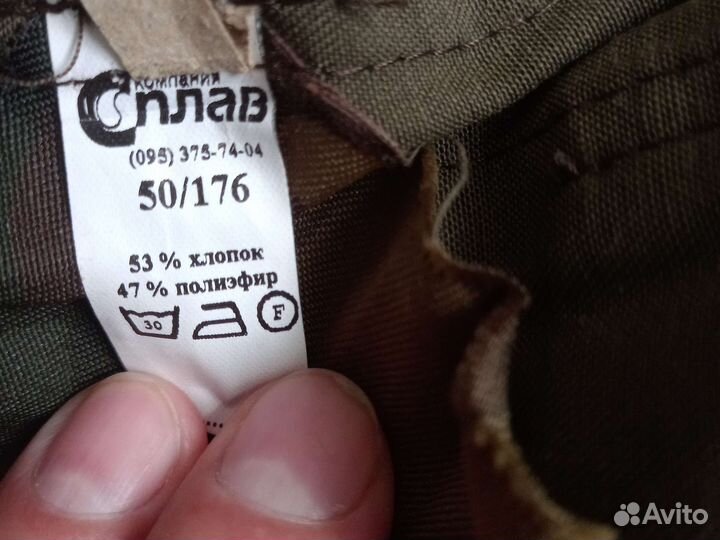 компания
Сплав
(095) 375-74-04
50/176
53 % хлопок
47 % полиэфир
30 F
Avito